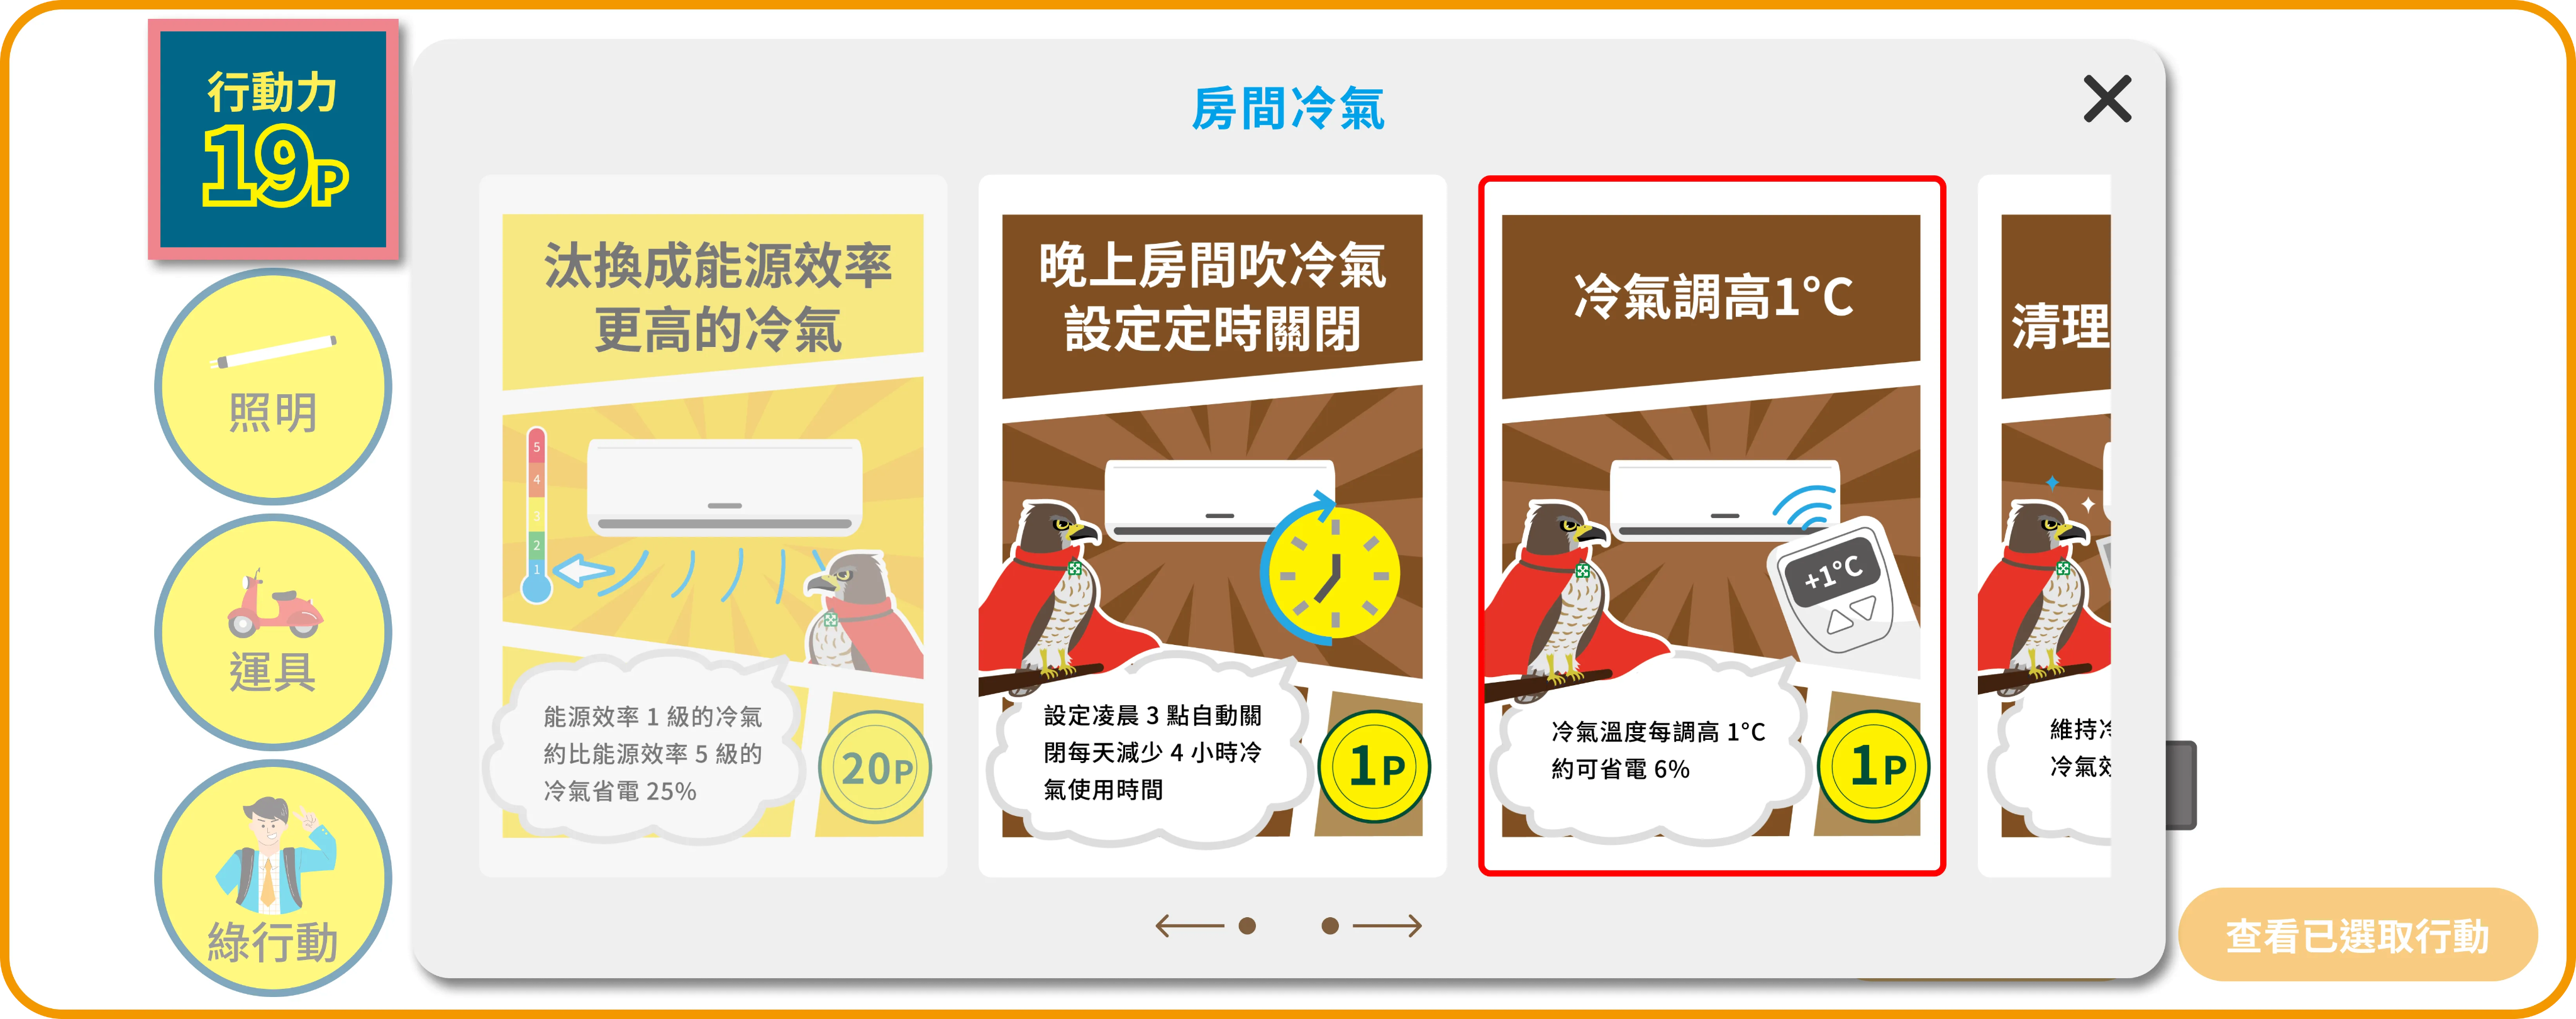 行動力
19P
照明
運具
綠行動
房間冷氣
汰換成能源效率
更高的冷氣
5
4
3
2
1
能源效率 1 級的冷氣
約比能源效率 5 級的
冷氣省電 25%
20P
晚上房間吹冷氣
設定定時關閉
設定凌晨 3 點自動關
閉每天減少 4 小時冷
氣使用時間
1P
冷氣調高1°C
+1°C
冷氣溫度每調高 1°C
約可省電 6%
1P
清理
維持冷
冷氣效
查看已選取行動